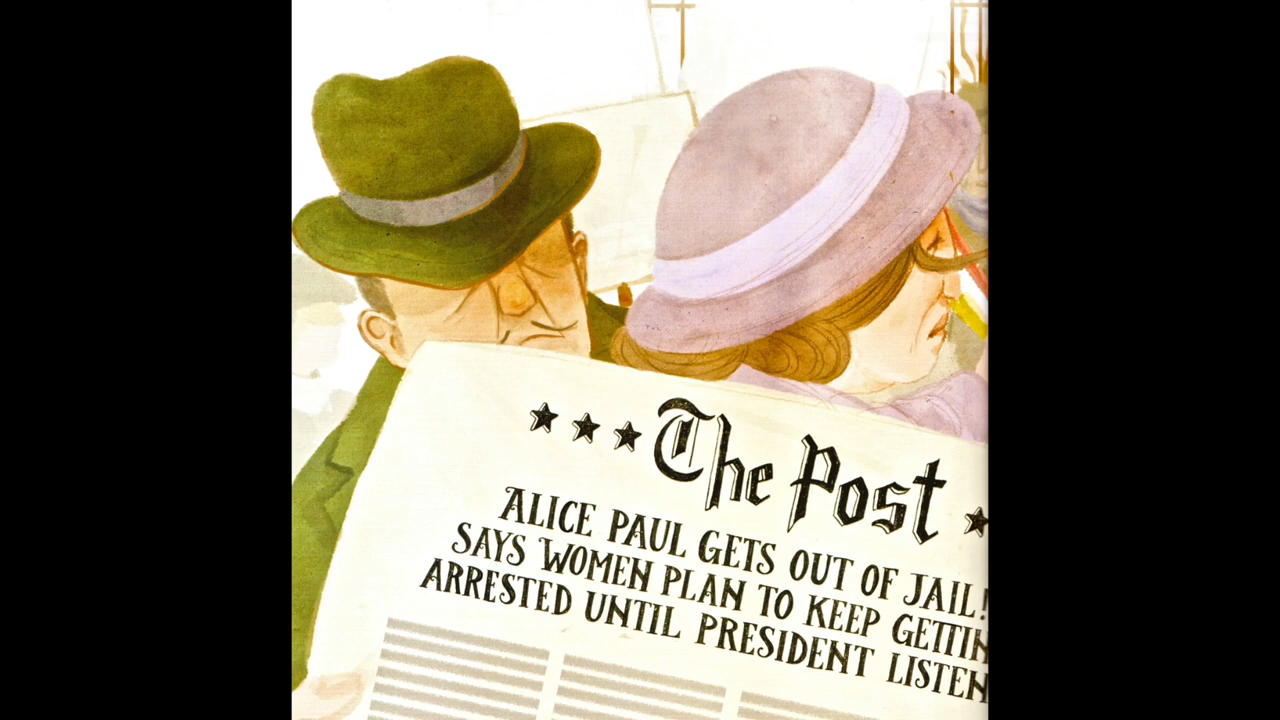 ★★★The Post★
ALICE PAUL GETS OUT OF JAIL!
SAYS WOMEN PLAN TO KEEP GETTIN
ARRESTED UNTIL PRESIDENT LISTEN